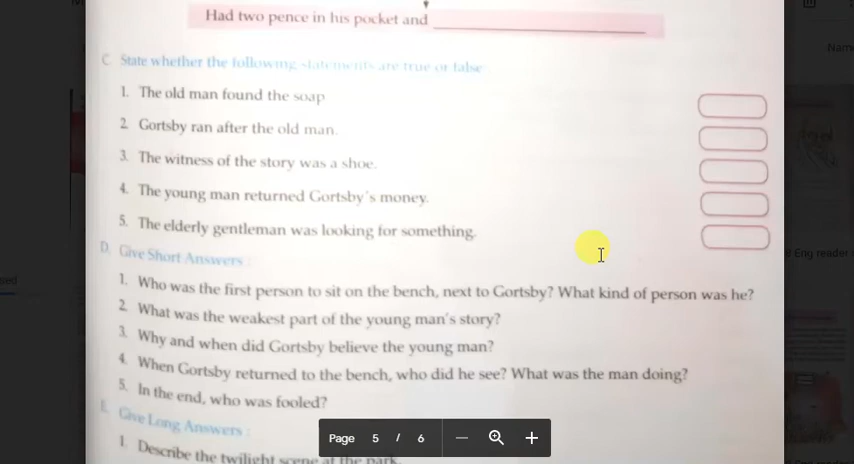 Had two pence in his pocket and
C. State whether the following statements are true or false
1. The old man found the soap
2. Gortsby ran after the old man.
3. The witness of the story was a shoe.
4. The young man returned Gortsby's money.
5. The elderly gentleman was looking for something.
D. Give Short Answers :
1. Who was the first person to sit on the bench, next to Gortsby? What kind of person was he?
2. What was the weakest part of the young man's story?
3. Why and when did Gortsby believe the young man?
4. When Gortsby returned to the bench, who did he see? What was the man doing?
5. In the end, who was fooled?
E. Give Long Answers :
1. Describe the twilight scene at the park.
Page 5 / 6
Nam
Eng reader
sed